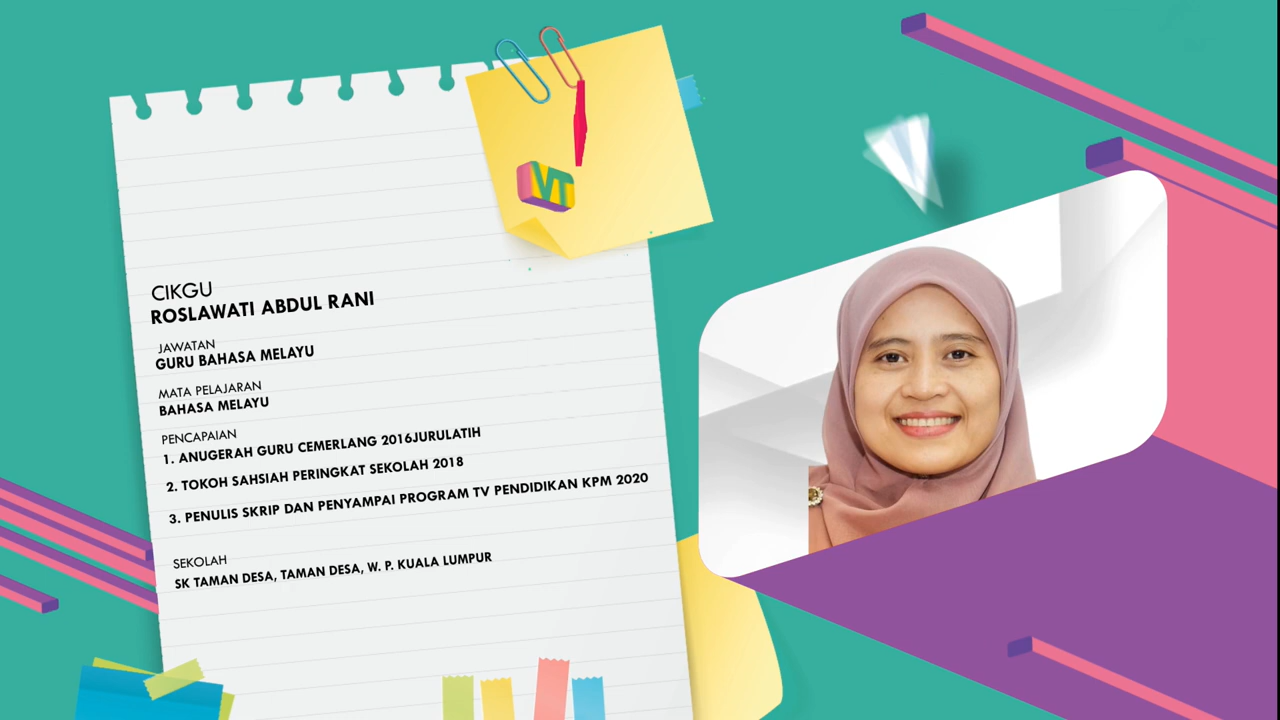 VT
CIKGU
ROSLAWATI ABDUL RANI
JAWATAN
GURU BAHASA MELAYU
MATA PELAJARAN
BAHASA MELAYU
PENCAPAIAN
1. ANUGERAH GURU CEMERLANG 2016JURULATIH
2. TOKOH SAHSIAH PERINGKAT SEKOLAH 2018
3. PENULIS SKRIP DAN PENYAMPAI PROGRAM TV PENDIDIKAN KPM 2020
SEKOLAH
SK TAMAN DESA, TAMAN DESA, W. P. KUALA LUMPUR